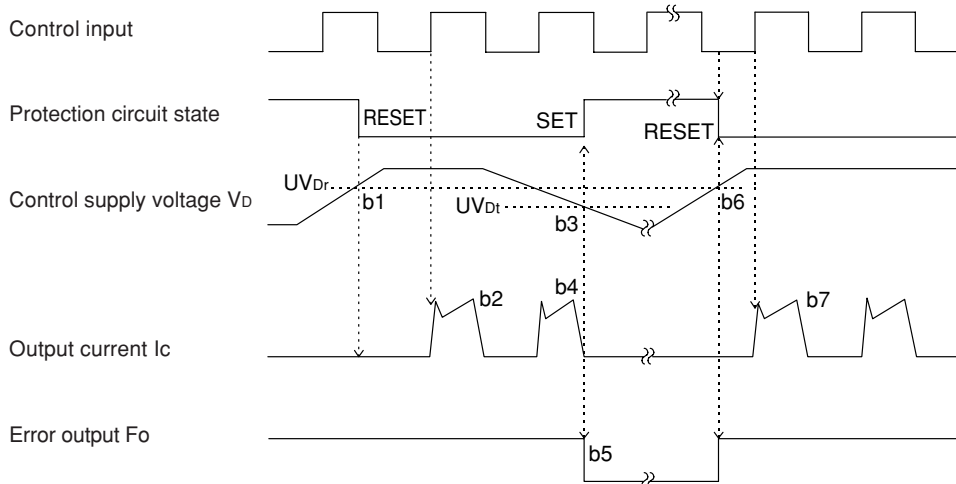 Control input
Protection circuit state
RESET
SET
RESET
Control supply voltage VD
UVDr
b1
UVDt
b3
b6
Output current Ic
b2
b4
b7
Error output Fo
b5